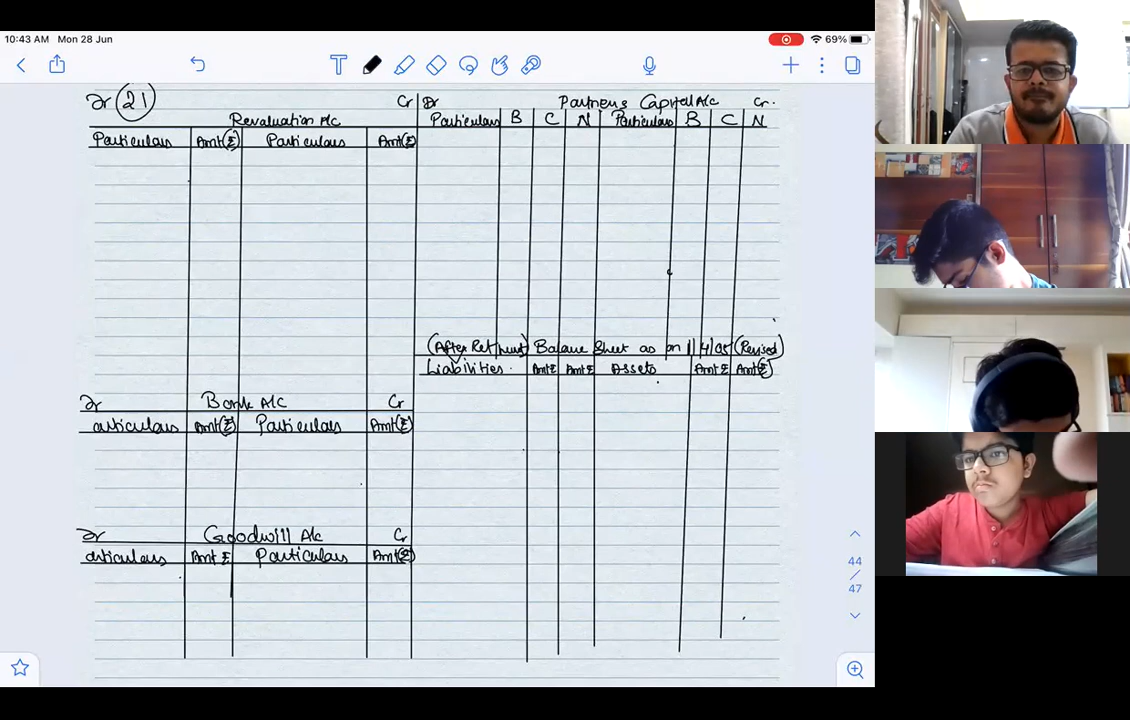 10:43 AM Mon 28 Jun
69%
Dr (21) Cr
Revaluation A/c
Particulars Amt(₹) Particulars Amt(₹)
Dr Partners Capital A/c Cr.
Particulars B C N Particulars B C N
(After Retirement) Balance Sheet as on 1/4/05 (Revised)
Liabilities. Amt ₹ Amt ₹ Assets Amt ₹ Amt(₹)
Dr Bank A/c Cr
articulars Amt(₹) Particulars Amt(₹)
Dr Goodwill A/c Cr
articulars Amt ₹ Particulars Amt(₹)
44
/
47